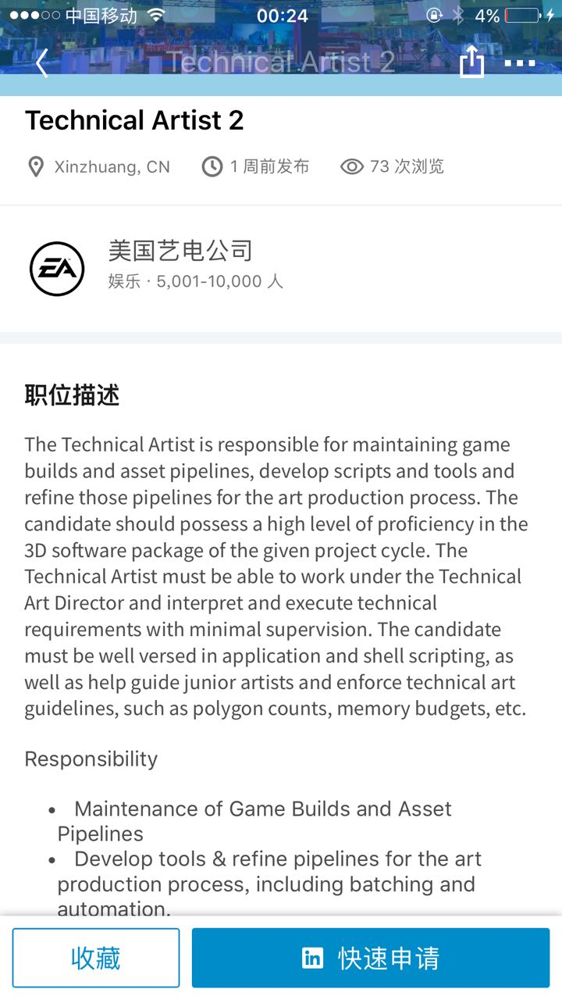 中国移动 00:24 4%
Technical Artist 2
Technical Artist 2
Xinzhuang, CN 1 周前发布 73 次浏览
EA 美国艺电公司
娱乐 · 5,001-10,000 人
职位描述
The Technical Artist is responsible for maintaining game
builds and asset pipelines, develop scripts and tools and
refine those pipelines for the art production process. The
candidate should possess a high level of proficiency in the
3D software package of the given project cycle. The
Technical Artist must be able to work under the Technical
Art Director and interpret and execute technical
requirements with minimal supervision. The candidate
must be well versed in application and shell scripting, as
well as help guide junior artists and enforce technical art
guidelines, such as polygon counts, memory budgets, etc.
Responsibility
• Maintenance of Game Builds and Asset
Pipelines
• Develop tools & refine pipelines for the art
production process, including batching and
automation.
收藏 in 快速申请